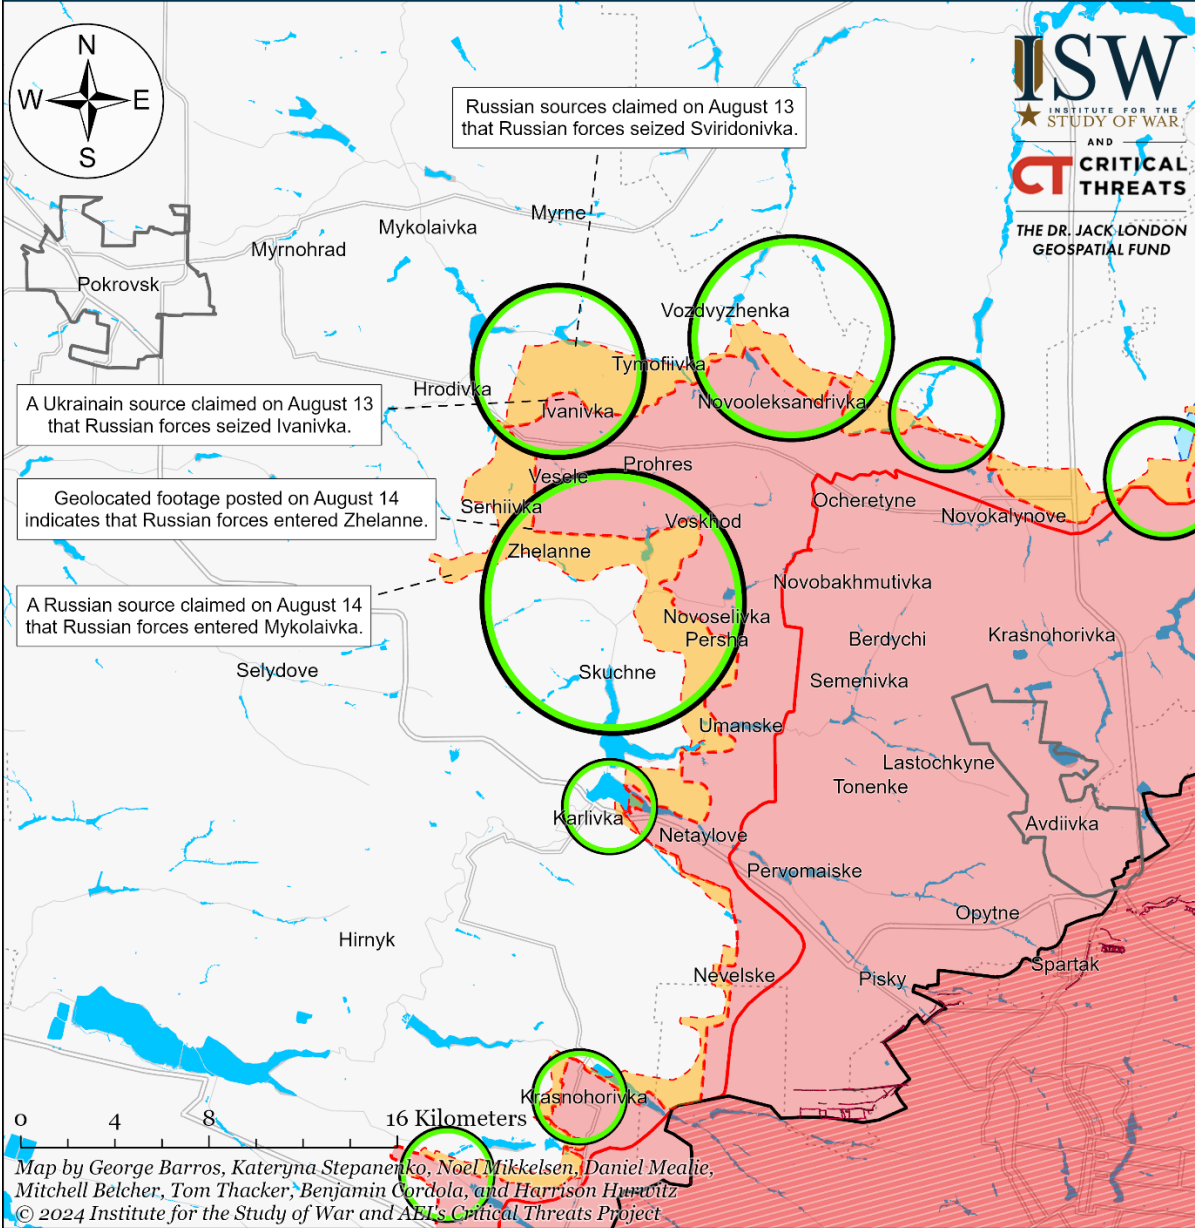 N
W E
S
ISW
INSTITUTE FOR THE
STUDY OF WAR
AND
CT CRITICAL
THREATS
THE DR. JACK LONDON
GEOSPATIAL FUND
Russian sources claimed on August 13
that Russian forces seized Sviridonivka.
Myrne
Mykolaivka
Myrnohrad
Pokrovsk
Vozdvyzhenka
Tymofiivka
Hrodivka
Novooleksandrivka
Ivanivka
A Ukrainain source claimed on August 13
that Russian forces seized Ivanivka.
Prohres
Vesele
Geolocated footage posted on August 14
indicates that Russian forces entered Zhelanne.
Serhiivka
Ocheretyne
Novokalynove
Voskhod
Zhelanne
Novobakhmutivka
A Russian source claimed on August 14
that Russian forces entered Mykolaivka.
Novoselivka
Persha
Berdychi
Krasnohorivka
Selydove
Skuchne
Semenivka
Umanske
Lastochkyne
Tonenke
Karlivka
Netaylove
Avdiivka
Pervomaiske
Opytne
Hirnyk
Nevelske
Pisky
Spartak
Krasnohorivka
0 4 8 16 Kilometers
Map by George Barros, Kateryna Stepanenko, Noel Mikkelsen, Daniel Mealie,
Mitchell Belcher, Tom Thacker, Benjamin Cordola, and Harrison Hurwitz
© 2024 Institute for the Study of War and AEI's Critical Threats Project